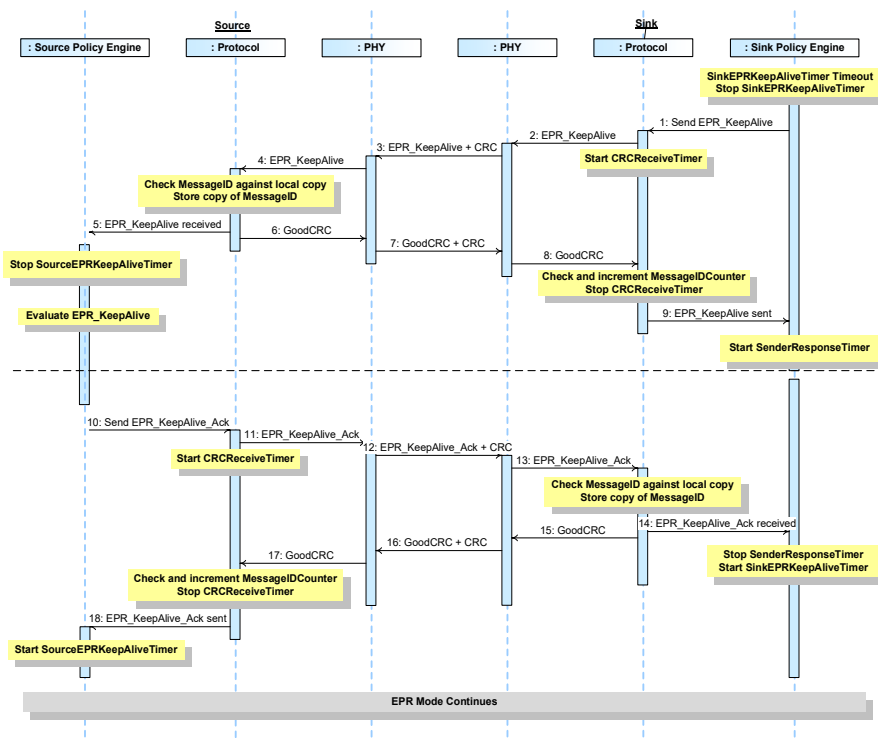 Source
Sink
: Source Policy Engine
: Protocol
: PHY
: PHY
: Protocol
: Sink Policy Engine
SinkEPRKeepAliveTimer Timeout
Stop SinkEPRKeepAliveTimer
1: Send EPR_KeepAlive
2: EPR_KeepAlive
Start CRCReceiveTimer
3: EPR_KeepAlive + CRC
4: EPR_KeepAlive
Check MessageID against local copy
Store copy of MessageID
5: EPR_KeepAlive received
6: GoodCRC
7: GoodCRC + CRC
8: GoodCRC
Stop SourceEPRKeepAliveTimer
Check and increment MessageIDCounter
Stop CRCReceiveTimer
Evaluate EPR_KeepAlive
9: EPR_KeepAlive sent
Start SenderResponseTimer
10: Send EPR_KeepAlive_Ack
11: EPR_KeepAlive_Ack
Start CRCReceiveTimer
12: EPR_KeepAlive_Ack + CRC
13: EPR_KeepAlive_Ack
Check MessageID against local copy
Store copy of MessageID
14: EPR_KeepAlive_Ack received
15: GoodCRC
16: GoodCRC + CRC
17: GoodCRC
Stop SenderResponseTimer
Start SinkEPRKeepAliveTimer
Check and increment MessageIDCounter
Stop CRCReceiveTimer
18: EPR_KeepAlive_Ack sent
Start SourceEPRKeepAliveTimer
EPR Mode Continues